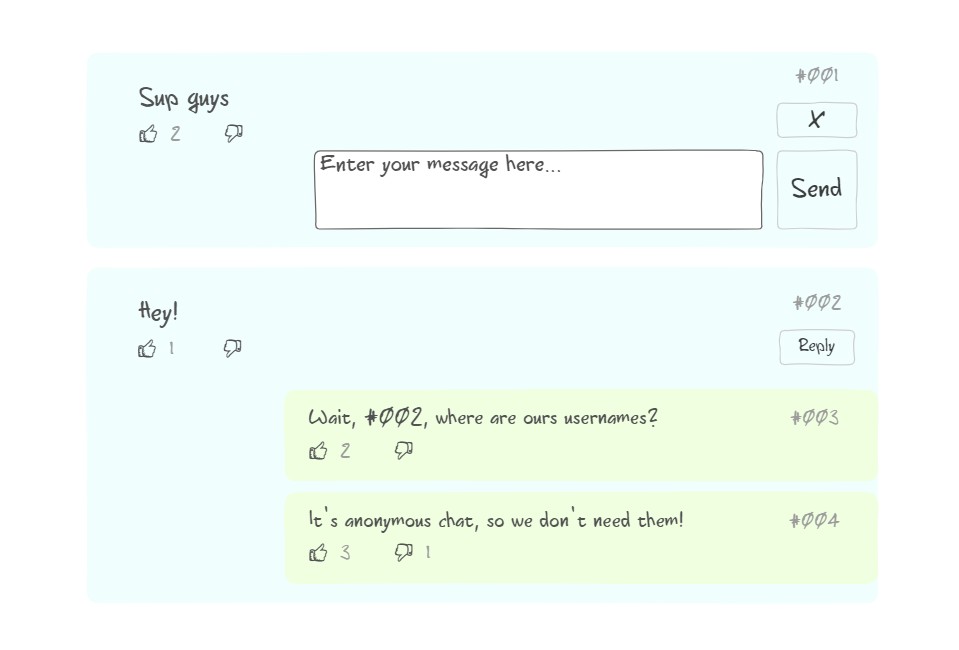 #001
Sup guys
X
2
Enter your message here...
Send
#002
Hey!
Reply
1
Wait, #002, where are ours usernames?
#003
2
It's anonymous chat, so we don't need them!
#004
3 1